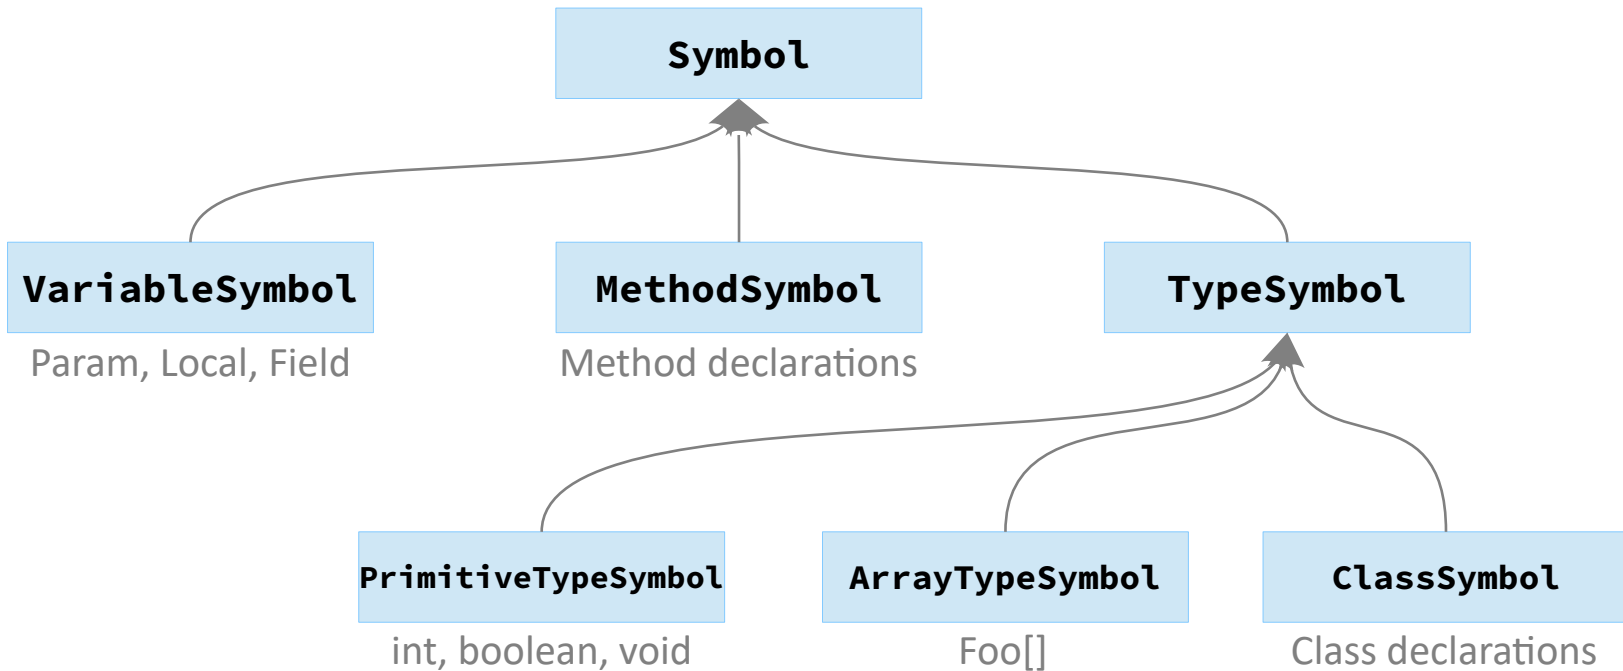 Symbol
VariableSymbol
MethodSymbol
TypeSymbol
Param, Local, Field
Method declarations
PrimitiveTypeSymbol
ArrayTypeSymbol
ClassSymbol
int, boolean, void
Foo[]
Class declarations